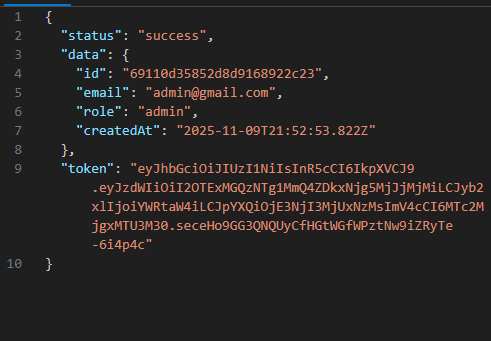 1 {
2 "status": "success",
3 "data": {
4 "id": "69110d35852d8d9168922c23",
5 "email": "admin@gmail.com",
6 "role": "admin",
7 "createdAt": "2025-11-09T21:52:53.822Z"
8 },
9 "token": "eyJhbGciOiJIUzI1NiIsInR5cCI6IkpXVCJ9
.eyJzdWIiOiI2OTExMGQzNTg1MmQ4ZDkxNjg5MjJjMjMiLCJyb2
xlIjoiYWRtaW4iLCJpYXQiOjE3NjI3MjUxNzMsImV4cCI6MTc2M
jgxMTU3M30.seceHo9GG3QNQUyCfHGtWGfWPztNw9iZRyTe
-6i4p4c"
10 }